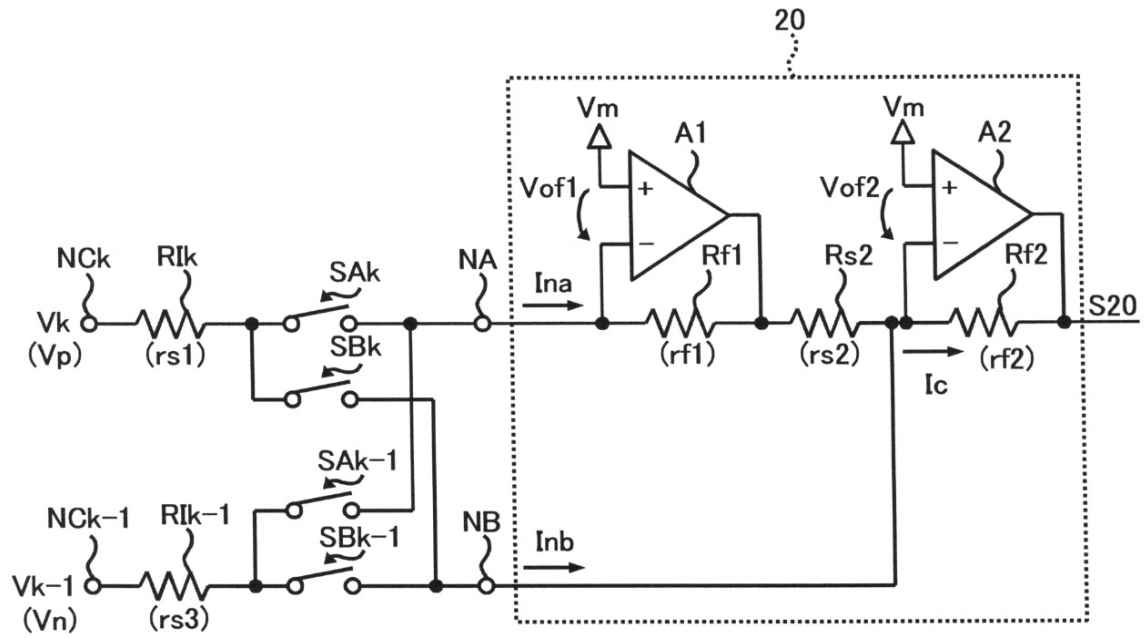 20
Vm
A1
Vm
A2
Vof1
+
−
Vof2
+
−
NCk
RIk
SAk
NA
Ina
Rf1
Rs2
Rf2
S20
Vk
(Vp)
(rs1)
SBk
(rf1)
(rs2)
Ic
(rf2)
SAk-1
NCk-1
RIk-1
SBk-1
NB
Inb
Vk-1
(Vn)
(rs3)